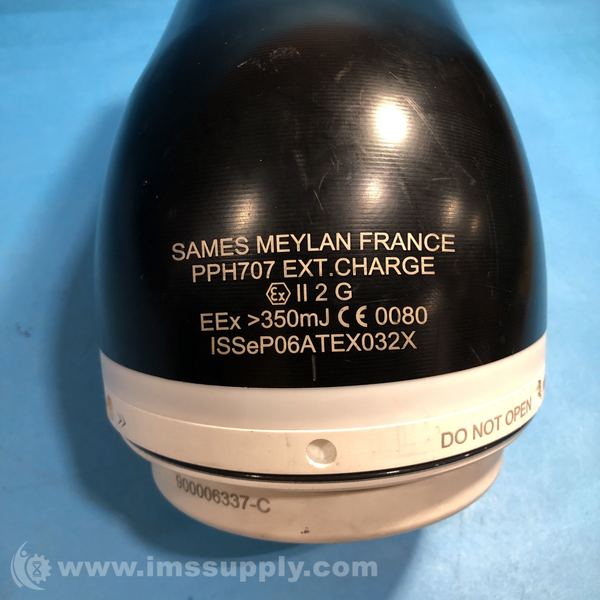 SAMES MEYLAN FRANCE
PPH707 EXT.CHARGE
Ex II 2 G
EEx >350mJ CE 0080
ISSeP06ATEX032X
>>
DO NOT OPEN
900006337-C
www.imssupply.com